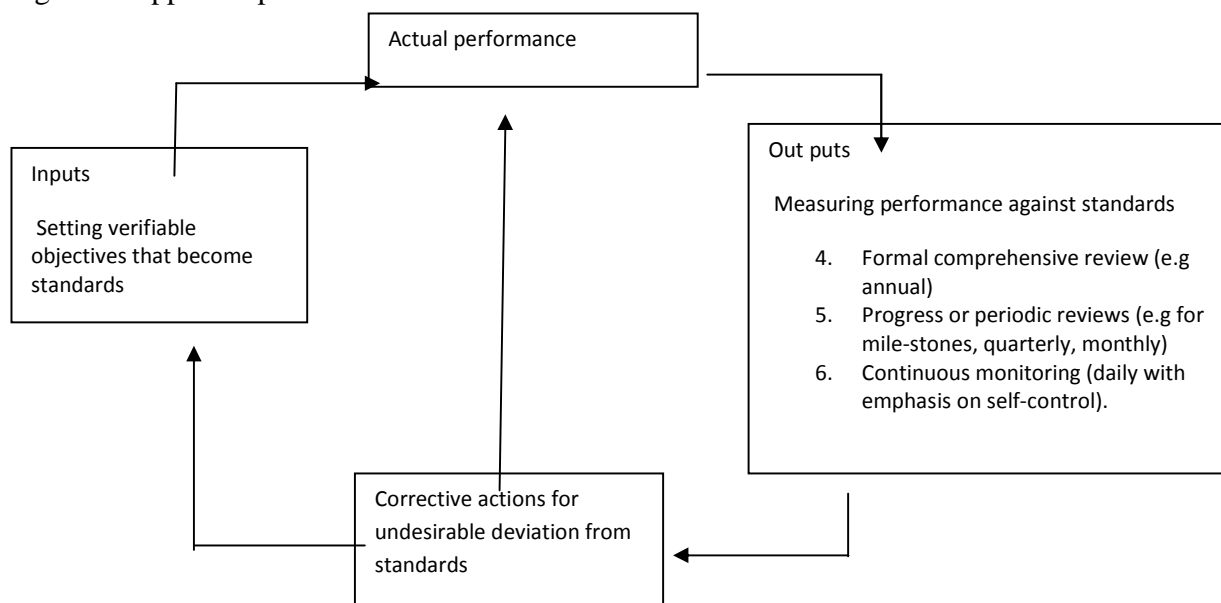 Actual performance
Inputs
Setting verifiable
objectives that become
standards
Out puts
Measuring performance against standards
4. Formal comprehensive review (e.g
annual)
5. Progress or periodic reviews (e.g for
mile-stones, quarterly, monthly)
6. Continuous monitoring (daily with
emphasis on self-control).
Corrective actions for
undesirable deviation from
standards